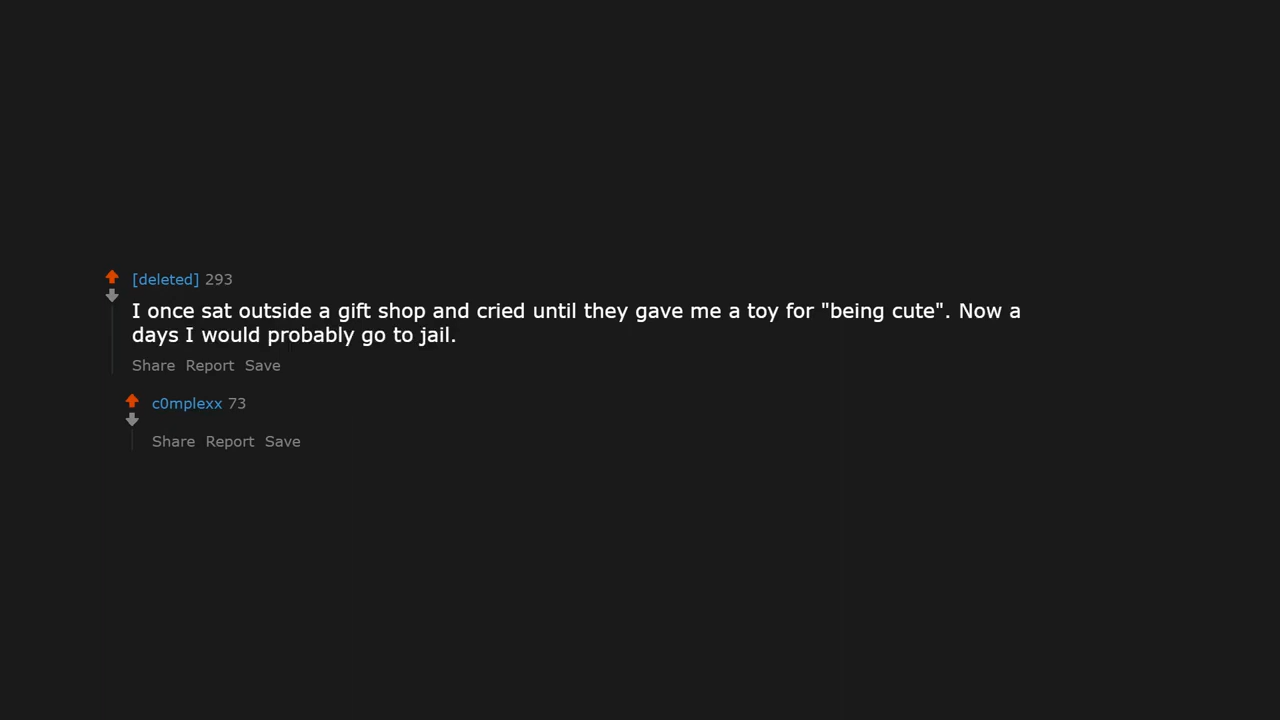 [deleted] 293
I once sat outside a gift shop and cried until they gave me a toy for "being cute". Now a
days I would probably go to jail.
Share Report Save
c0mplexx 73
Share Report Save